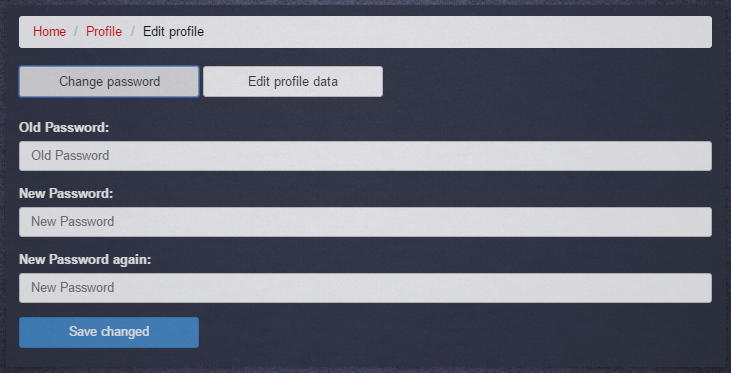 Home / Profile / Edit profile
Change password Edit profile data
Old Password:
Old Password
New Password:
New Password
New Password again:
New Password
Save changed